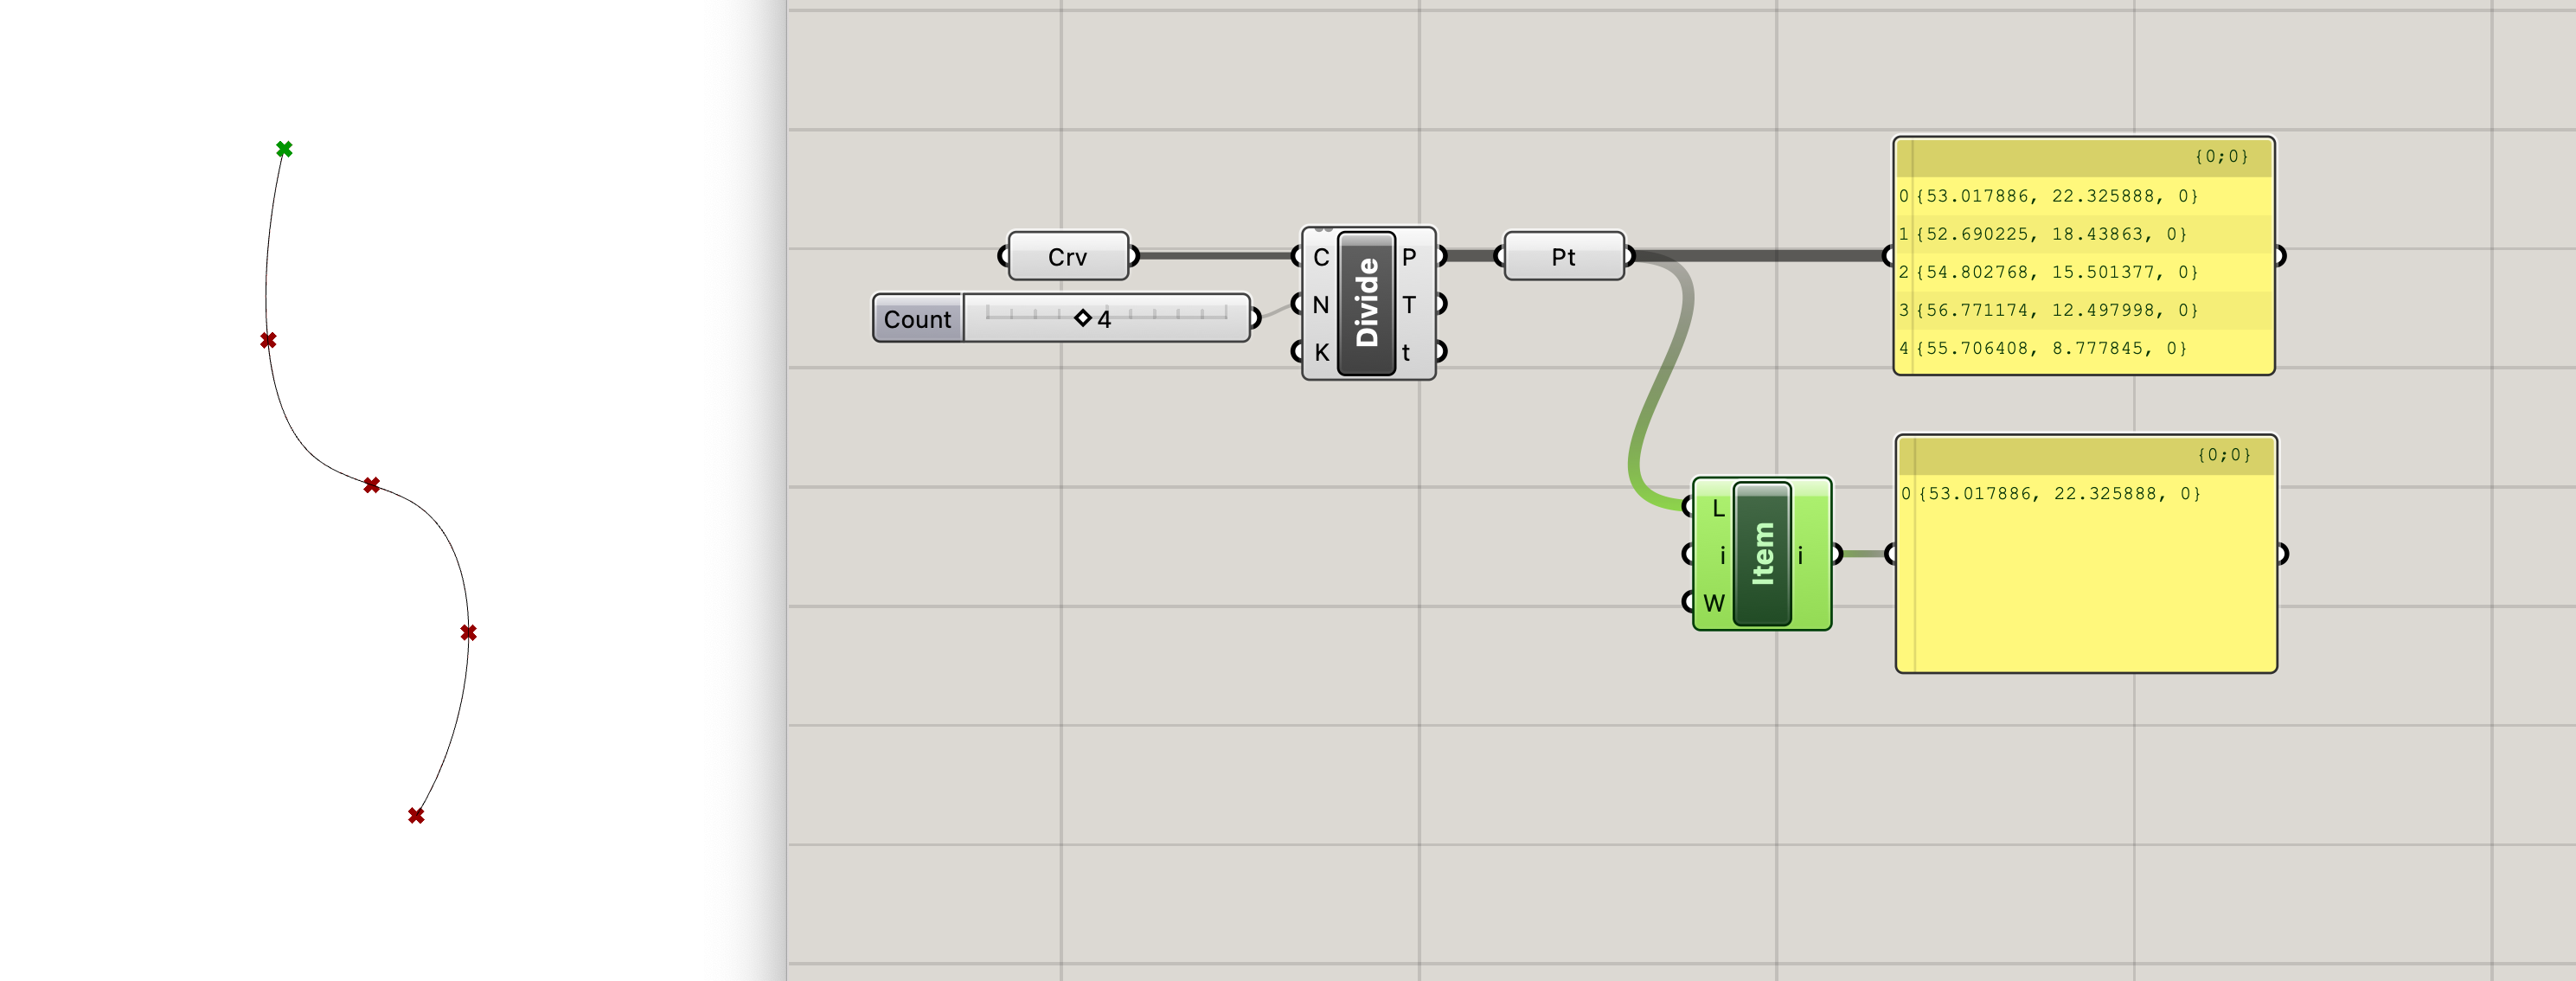 Crv
Count
4
C
N
K
Divide
P
T
t
Pt
{0;0}
0 {53.017886, 22.325888, 0}
1 {52.690225, 18.43863, 0}
2 {54.802768, 15.501377, 0}
3 {56.771174, 12.497998, 0}
4 {55.706408, 8.777845, 0}
L
i
W
Item
i
{0;0}
0 {53.017886, 22.325888, 0}